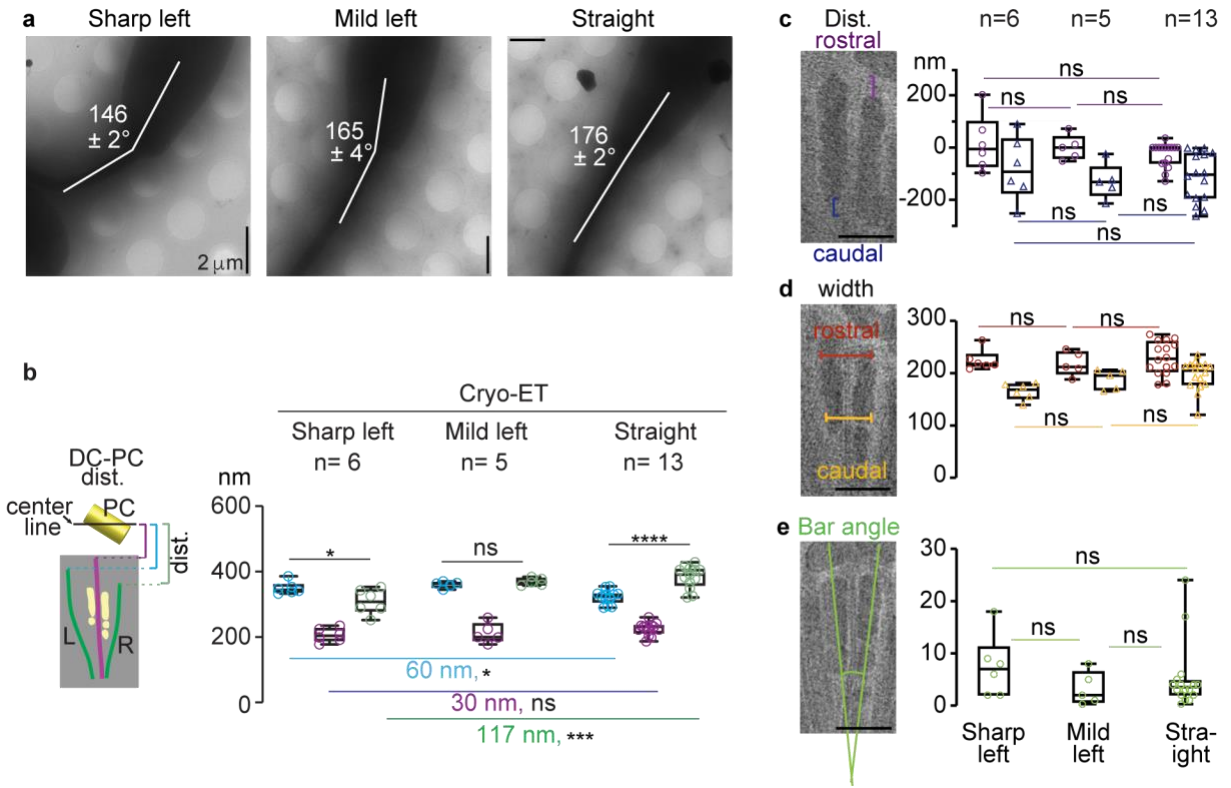 a
Sharp left
Mild left
Straight
146
± 2°
165
± 4°
176
± 2°
2 μm
b
Cryo-ET
Sharp left
Mild left
Straight
n= 6
n= 5
n= 13
DC-PC
dist.
PC
center
line
dist.
L
R
nm
600
400
200
0
*
ns
****
60 nm, *
30 nm, ns
117 nm, ***
c
Dist.
rostral
caudal
n=6
n=5
n=13
nm
200
0
-200
ns
ns
ns
ns
ns
ns
d
width
rostral
caudal
300
200
100
0
ns
ns
ns
ns
e
Bar angle
30
20
10
0
ns
ns
ns
Sharp
left
Mild
left
Stra-
ight